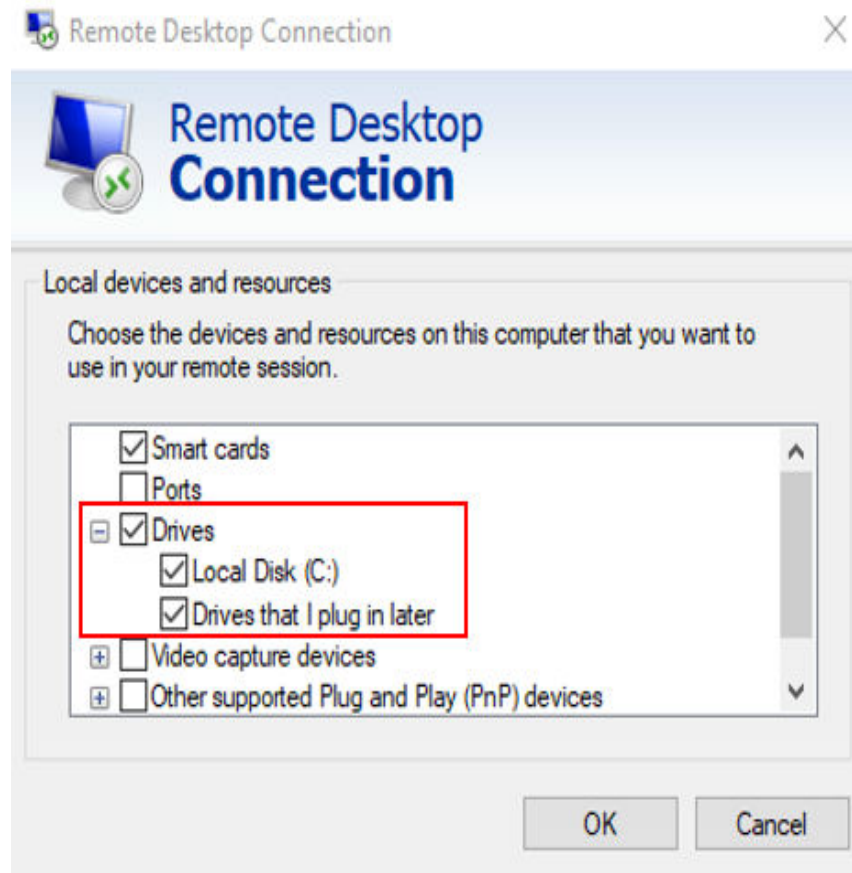 Remote Desktop Connection
Remote Desktop
Connection
Local devices and resources
Choose the devices and resources on this computer that you want to
use in your remote session.
Smart cards
Ports
Drives
Local Disk (C:)
Drives that I plug in later
Video capture devices
Other supported Plug and Play (PnP) devices
OK Cancel